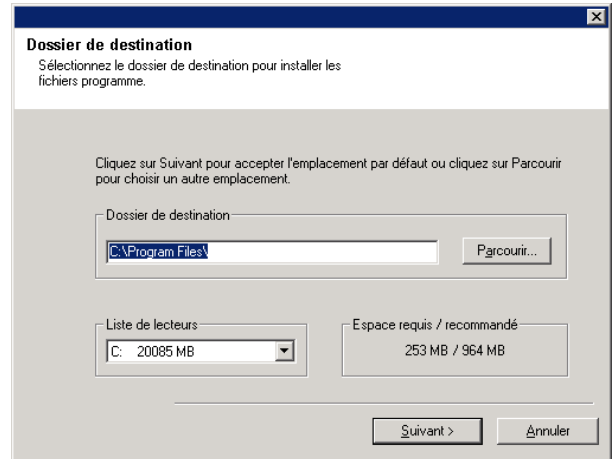 Dossier de destination
Sélectionnez le dossier de destination pour installer les
fichiers programme.
Cliquez sur Suivant pour accepter l'emplacement par défaut ou cliquez sur Parcourir
pour choisir un autre emplacement.
Dossier de destination
C:\Program Files\
Parcourir...
Liste de lecteurs
C: 20085 MB
Espace requis / recommandé
253 MB / 964 MB
Suivant >
Annuler